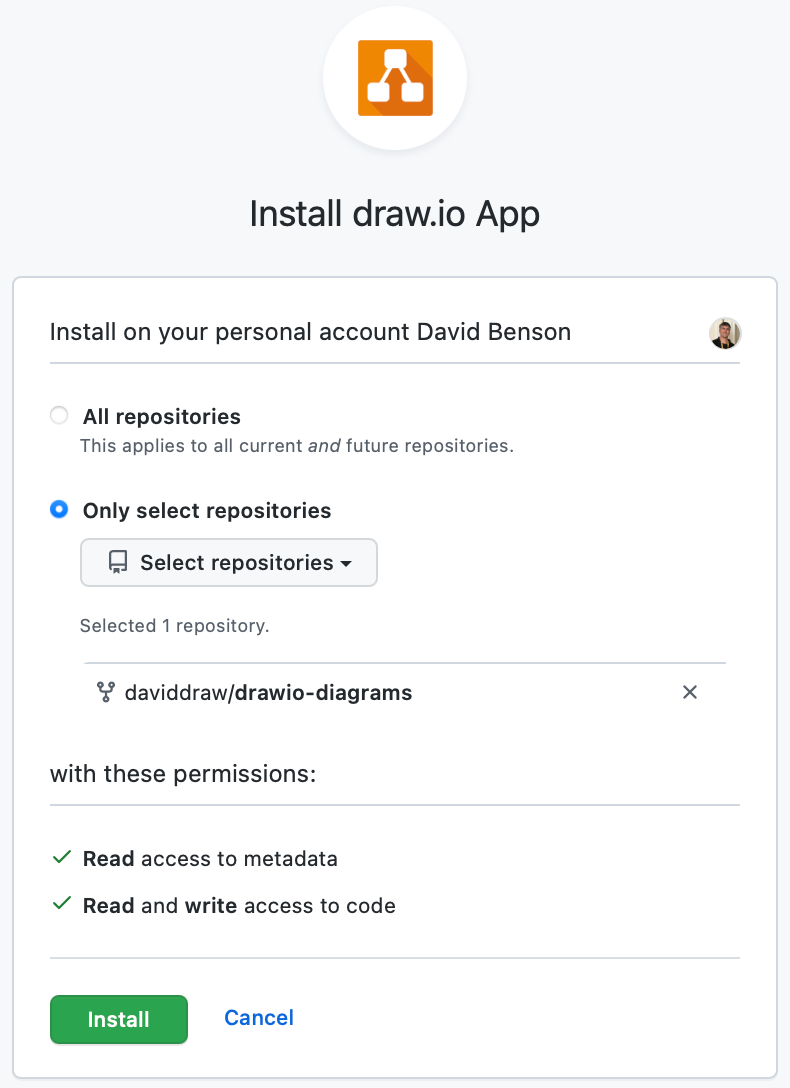 Install draw.io App
Install on your personal account David Benson
All repositories
This applies to all current and future repositories.
Only select repositories
Select repositories
Selected 1 repository.
daviddraw/drawio-diagrams
with these permissions:
Read access to metadata
Read and write access to code
Install
Cancel